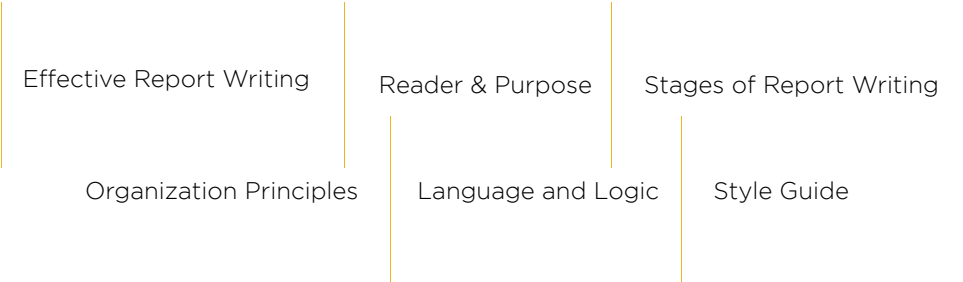 Effective Report Writing
Reader & Purpose
Stages of Report Writing
Organization Principles
Language and Logic
Style Guide